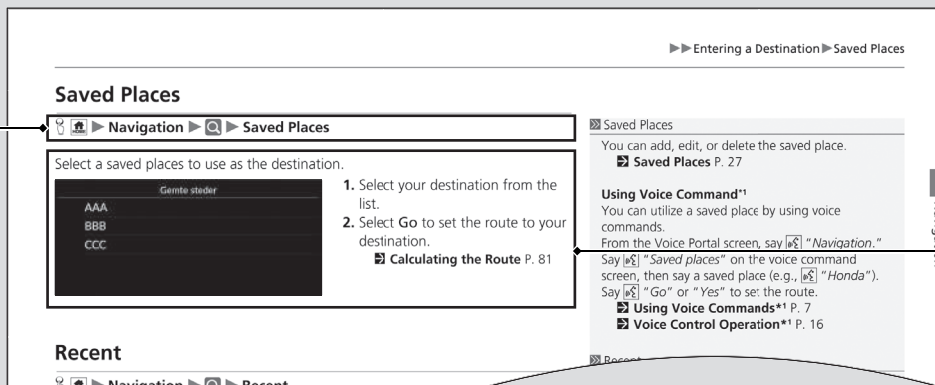 ▶▶Entering a Destination▶Saved Places
Saved Places
HOME ▶ Navigation ▶ ▶ Saved Places
Select a saved places to use as the destination.
Gemte steder
AAA
BBB
CCC
1. Select your destination from the
list.
2. Select Go to set the route to your
destination.
Calculating the Route P. 81
Saved Places
You can add, edit, or delete the saved place.
Saved Places P. 27
Using Voice Command*1
You can utilize a saved place by using voice
commands.
From the Voice Portal screen, say "Navigation."
Say "Saved places" on the voice command
screen, then say a saved place (e.g., "Honda").
Say "Go" or "Yes" to set the route.
Using Voice Commands*1 P. 7
Voice Control Operation*1 P. 16
Recent
▶ Navigation ▶ ▶ Recent
Recent